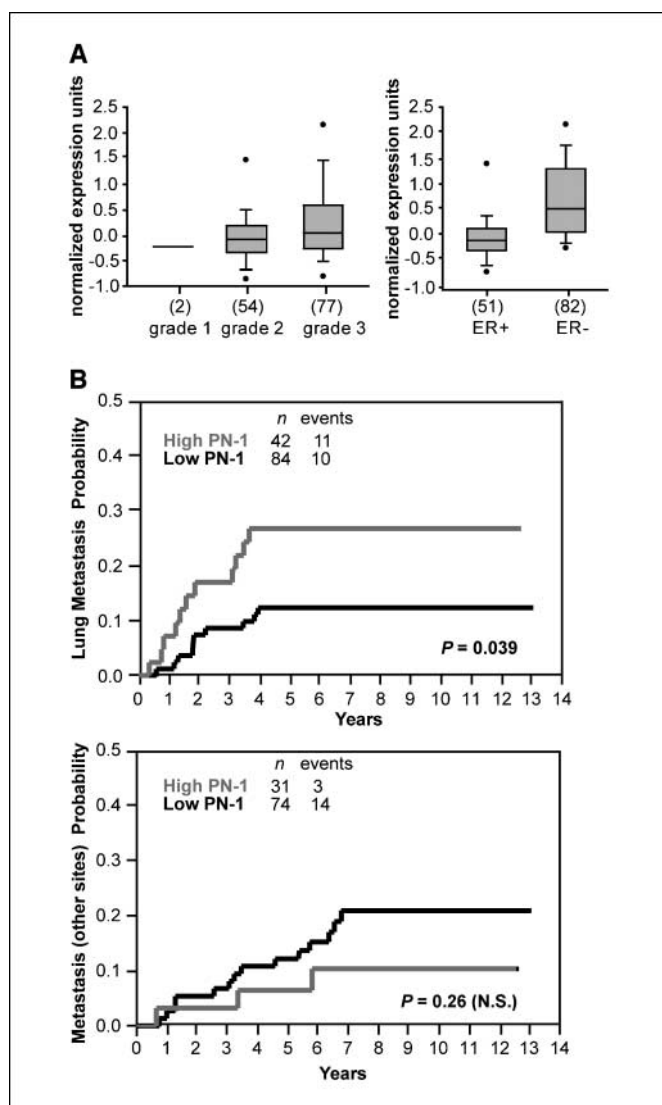 A
normalized expression units
2.5
2.0
1.5
1.0
0.5
0.0
-0.5
-1.0
(2) (54) (77)
grade 1 grade 2 grade 3
normalized expression units
2.5
2.0
1.5
1.0
0.5
0.0
-0.5
-1.0
(51) (82)
ER+ ER-
B
Lung Metastasis Probability
0.5
0.4
0.3
0.2
0.1
0.0
n events
High PN-1 42 11
Low PN-1 84 10
P = 0.039
0 1 2 3 4 5 6 7 8 9 10 11 12 13 14
Years
Metastasis (other sites) Probability
0.5
0.4
0.3
0.2
0.1
0.0
n events
High PN-1 31 3
Low PN-1 74 14
P = 0.26 (N.S.)
0 1 2 3 4 5 6 7 8 9 10 11 12 13 14
Years